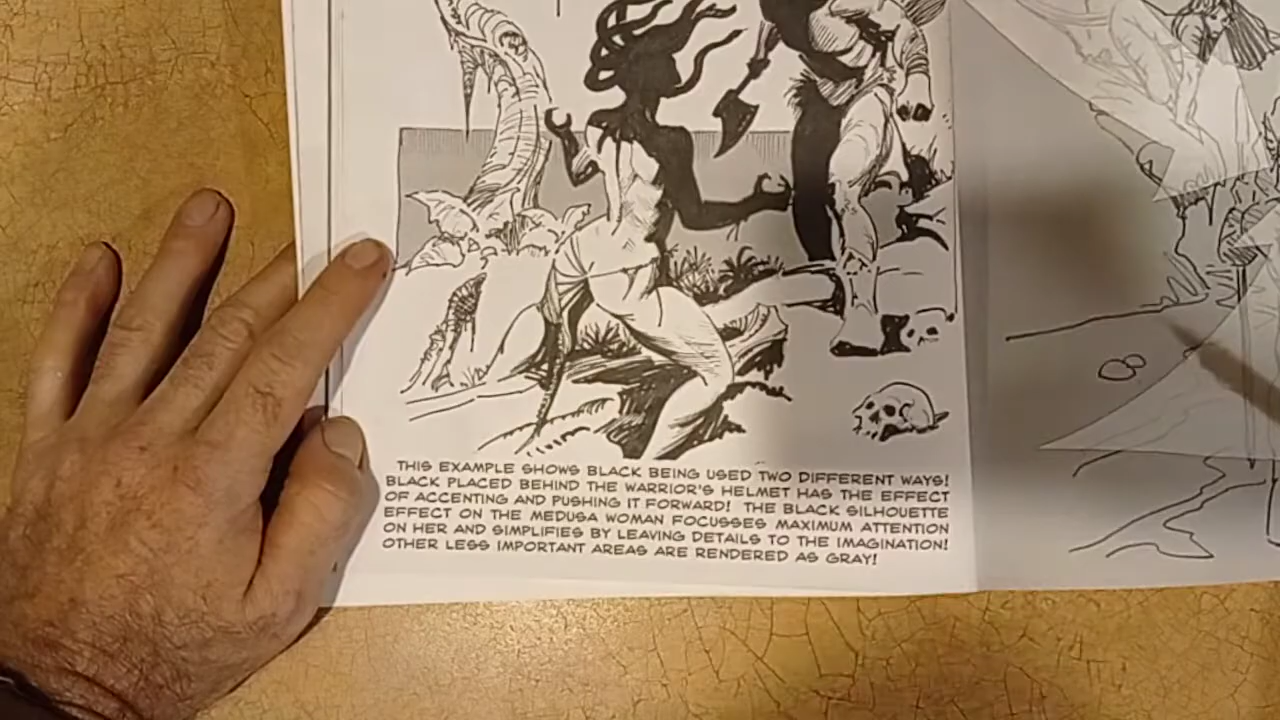 THIS EXAMPLE SHOWS BLACK BEING USED TWO DIFFERENT WAYS!
BLACK PLACED BEHIND THE WARRIOR'S HELMET HAS THE EFFECT
OF ACCENTING AND PUSHING IT FORWARD! THE BLACK SILHOUETTE
EFFECT ON THE MEDUSA WOMAN FOCUSSES MAXIMUM ATTENTION
ON HER AND SIMPLIFIES BY LEAVING DETAILS TO THE IMAGINATION!
OTHER LESS IMPORTANT AREAS ARE RENDERED AS GRAY!